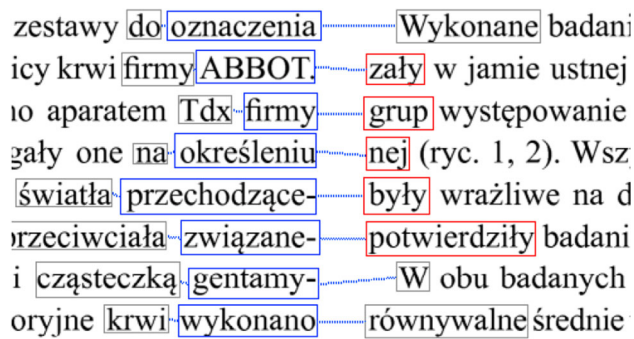 zestawy do oznaczenia
icy krwi firmy ABBOT.
aparatem Tdx firmy
gały one na określeniu
światła przechodzące-
rzeciwciała związane-
i cząsteczką gentamy-
oryjne krwi wykonano
Wykonane badani
zały w jamie ustnej
grup występowanie
nej (ryc. 1, 2). Wsz
były wrażliwe na d
potwierdziły badani
W obu badanych
równywalne średnie